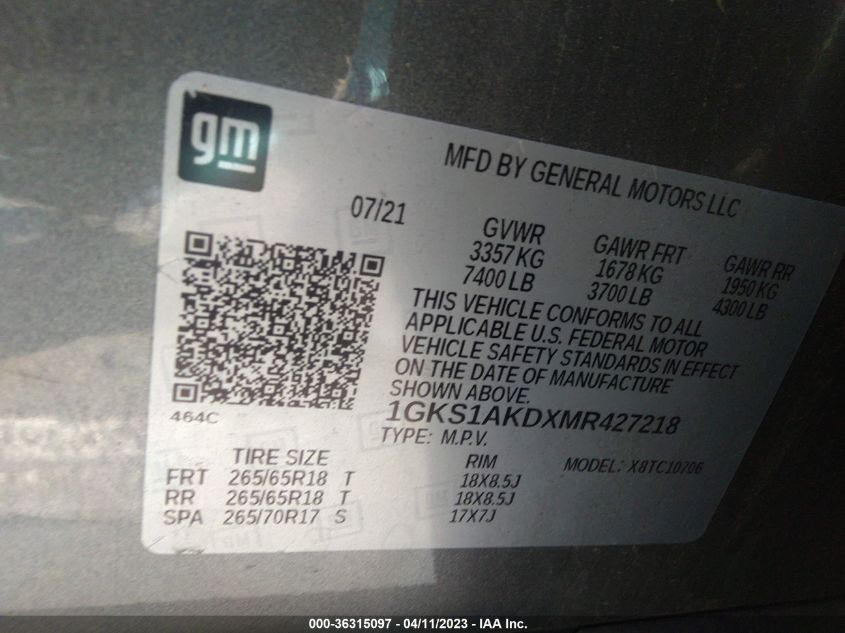 gm
MFD BY GENERAL MOTORS LLC
07/21
GVWR
3357 KG
7400 LB
GAWR FRT
1678 KG
3700 LB
GAWR RR
1950 KG
4300 LB
THIS VEHICLE CONFORMS TO ALL
APPLICABLE U.S. FEDERAL MOTOR
VEHICLE SAFETY STANDARDS IN EFFECT
ON THE DATE OF MANUFACTURE
SHOWN ABOVE.
464C
1GKS1AKDXMR427218
TYPE: M.P.V.
MODEL: X8TC10706
TIRE SIZE RIM
FRT 265/65R18 T 18X8.5J
RR 265/65R18 T 18X8.5J
SPA 265/70R17 S 17X7J
000-36315097 - 04/11/2023 - IAA Inc.